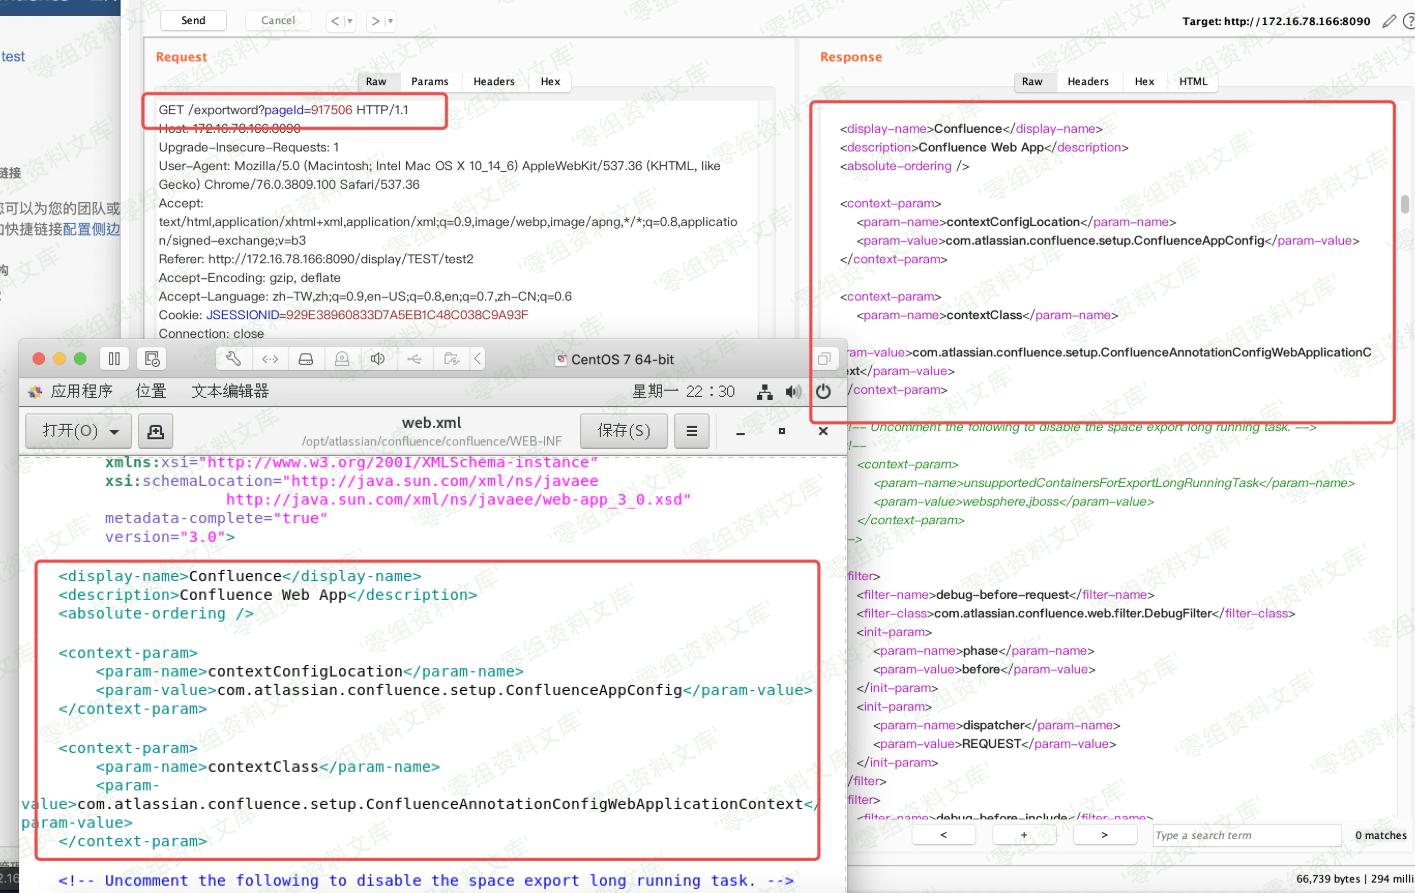 Send
Cancel
<
>
Target: http://172.16.78.166:8090
test
Request
Response
Raw
Params
Headers
Hex
Raw
Headers
Hex
HTML
GET /exportword?pageId=917506 HTTP/1.1
Host: 172.16.78.166:8090
Upgrade-Insecure-Requests: 1
User-Agent: Mozilla/5.0 (Macintosh; Intel Mac OS X 10_14_6) AppleWebKit/537.36 (KHTML, like
Gecko) Chrome/76.0.3809.100 Safari/537.36
Accept:
text/html,application/xhtml+xml,application/xml;q=0.9,image/webp,image/apng,*/*;q=0.8,applicatio
n/signed-exchange;v=b3
Referer: http://172.16.78.166:8090/display/TEST/test2
Accept-Encoding: gzip, deflate
Accept-Language: zh-TW,zh;q=0.9,en-US;q=0.8,en;q=0.7,zh-CN;q=0.6
Cookie: JSESSIONID=929E38960833D7A5EB1C48C038C9A93F
Connection: close
链接
您可以为您的团队或
快捷链接配置侧边
<display-name>Confluence</display-name>
<description>Confluence Web App</description>
<absolute-ordering />
<context-param>
<param-name>contextConfigLocation</param-name>
<param-value>com.atlassian.confluence.setup.ConfluenceAppConfig</param-value>
</context-param>
<context-param>
<param-name>contextClass</param-name>
ram-value>com.atlassian.confluence.setup.ConfluenceAnnotationConfigWebApplicationC
ext</param-value>
/context-param>
!-- Uncomment the following to disable the space export long running task. -->
!--
<context-param>
<param-name>unsupportedContainersForExportLongRunningTask</param-name>
<param-value>websphere,jboss</param-value>
</context-param>
-->
filter>
<filter-name>debug-before-request</filter-name>
<filter-class>com.atlassian.confluence.web.filter.DebugFilter</filter-class>
<init-param>
<param-name>phase</param-name>
<param-value>before</param-value>
</init-param>
<init-param>
<param-name>dispatcher</param-name>
<param-value>REQUEST</param-value>
</init-param>
/filter>
filter>
<filter-name>debug-before-include</filter-name>
<
+
>
Type a search term
0 matches
66,739 bytes | 294 milli
CentOS 7 64-bit
应用程序 位置 文本编辑器 星期一 22：30
打开(O)
web.xml
/opt/atlassian/confluence/confluence/WEB-INF
保存(S)
xmlns:xsi="http://www.w3.org/2001/XMLSchema-instance"
xsi:schemaLocation="http://java.sun.com/xml/ns/javaee
http://java.sun.com/xml/ns/javaee/web-app_3_0.xsd"
metadata-complete="true"
version="3.0">
<display-name>Confluence</display-name>
<description>Confluence Web App</description>
<absolute-ordering />
<context-param>
<param-name>contextConfigLocation</param-name>
<param-value>com.atlassian.confluence.setup.ConfluenceAppConfig</param-value>
</context-param>
<context-param>
<param-name>contextClass</param-name>
<param-
value>com.atlassian.confluence.setup.ConfluenceAnnotationConfigWebApplicationContext</
param-value>
</context-param>
<!-- Uncomment the following to disable the space export long running task. -->
'零组资料文库'